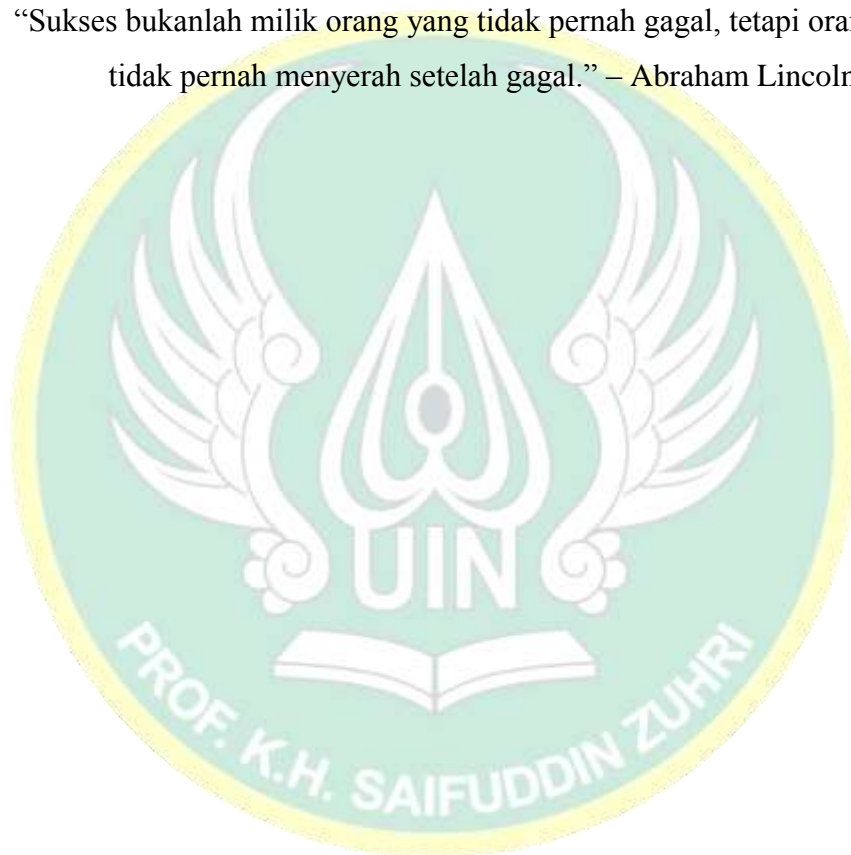 “Sukses bukanlah milik orang yang tidak pernah gagal, tetapi
tidak pernah menyerah setelah gagal.” – Abraham Lincoln
UIN
PROF. K.H. SAIFUDDIN ZUHRI